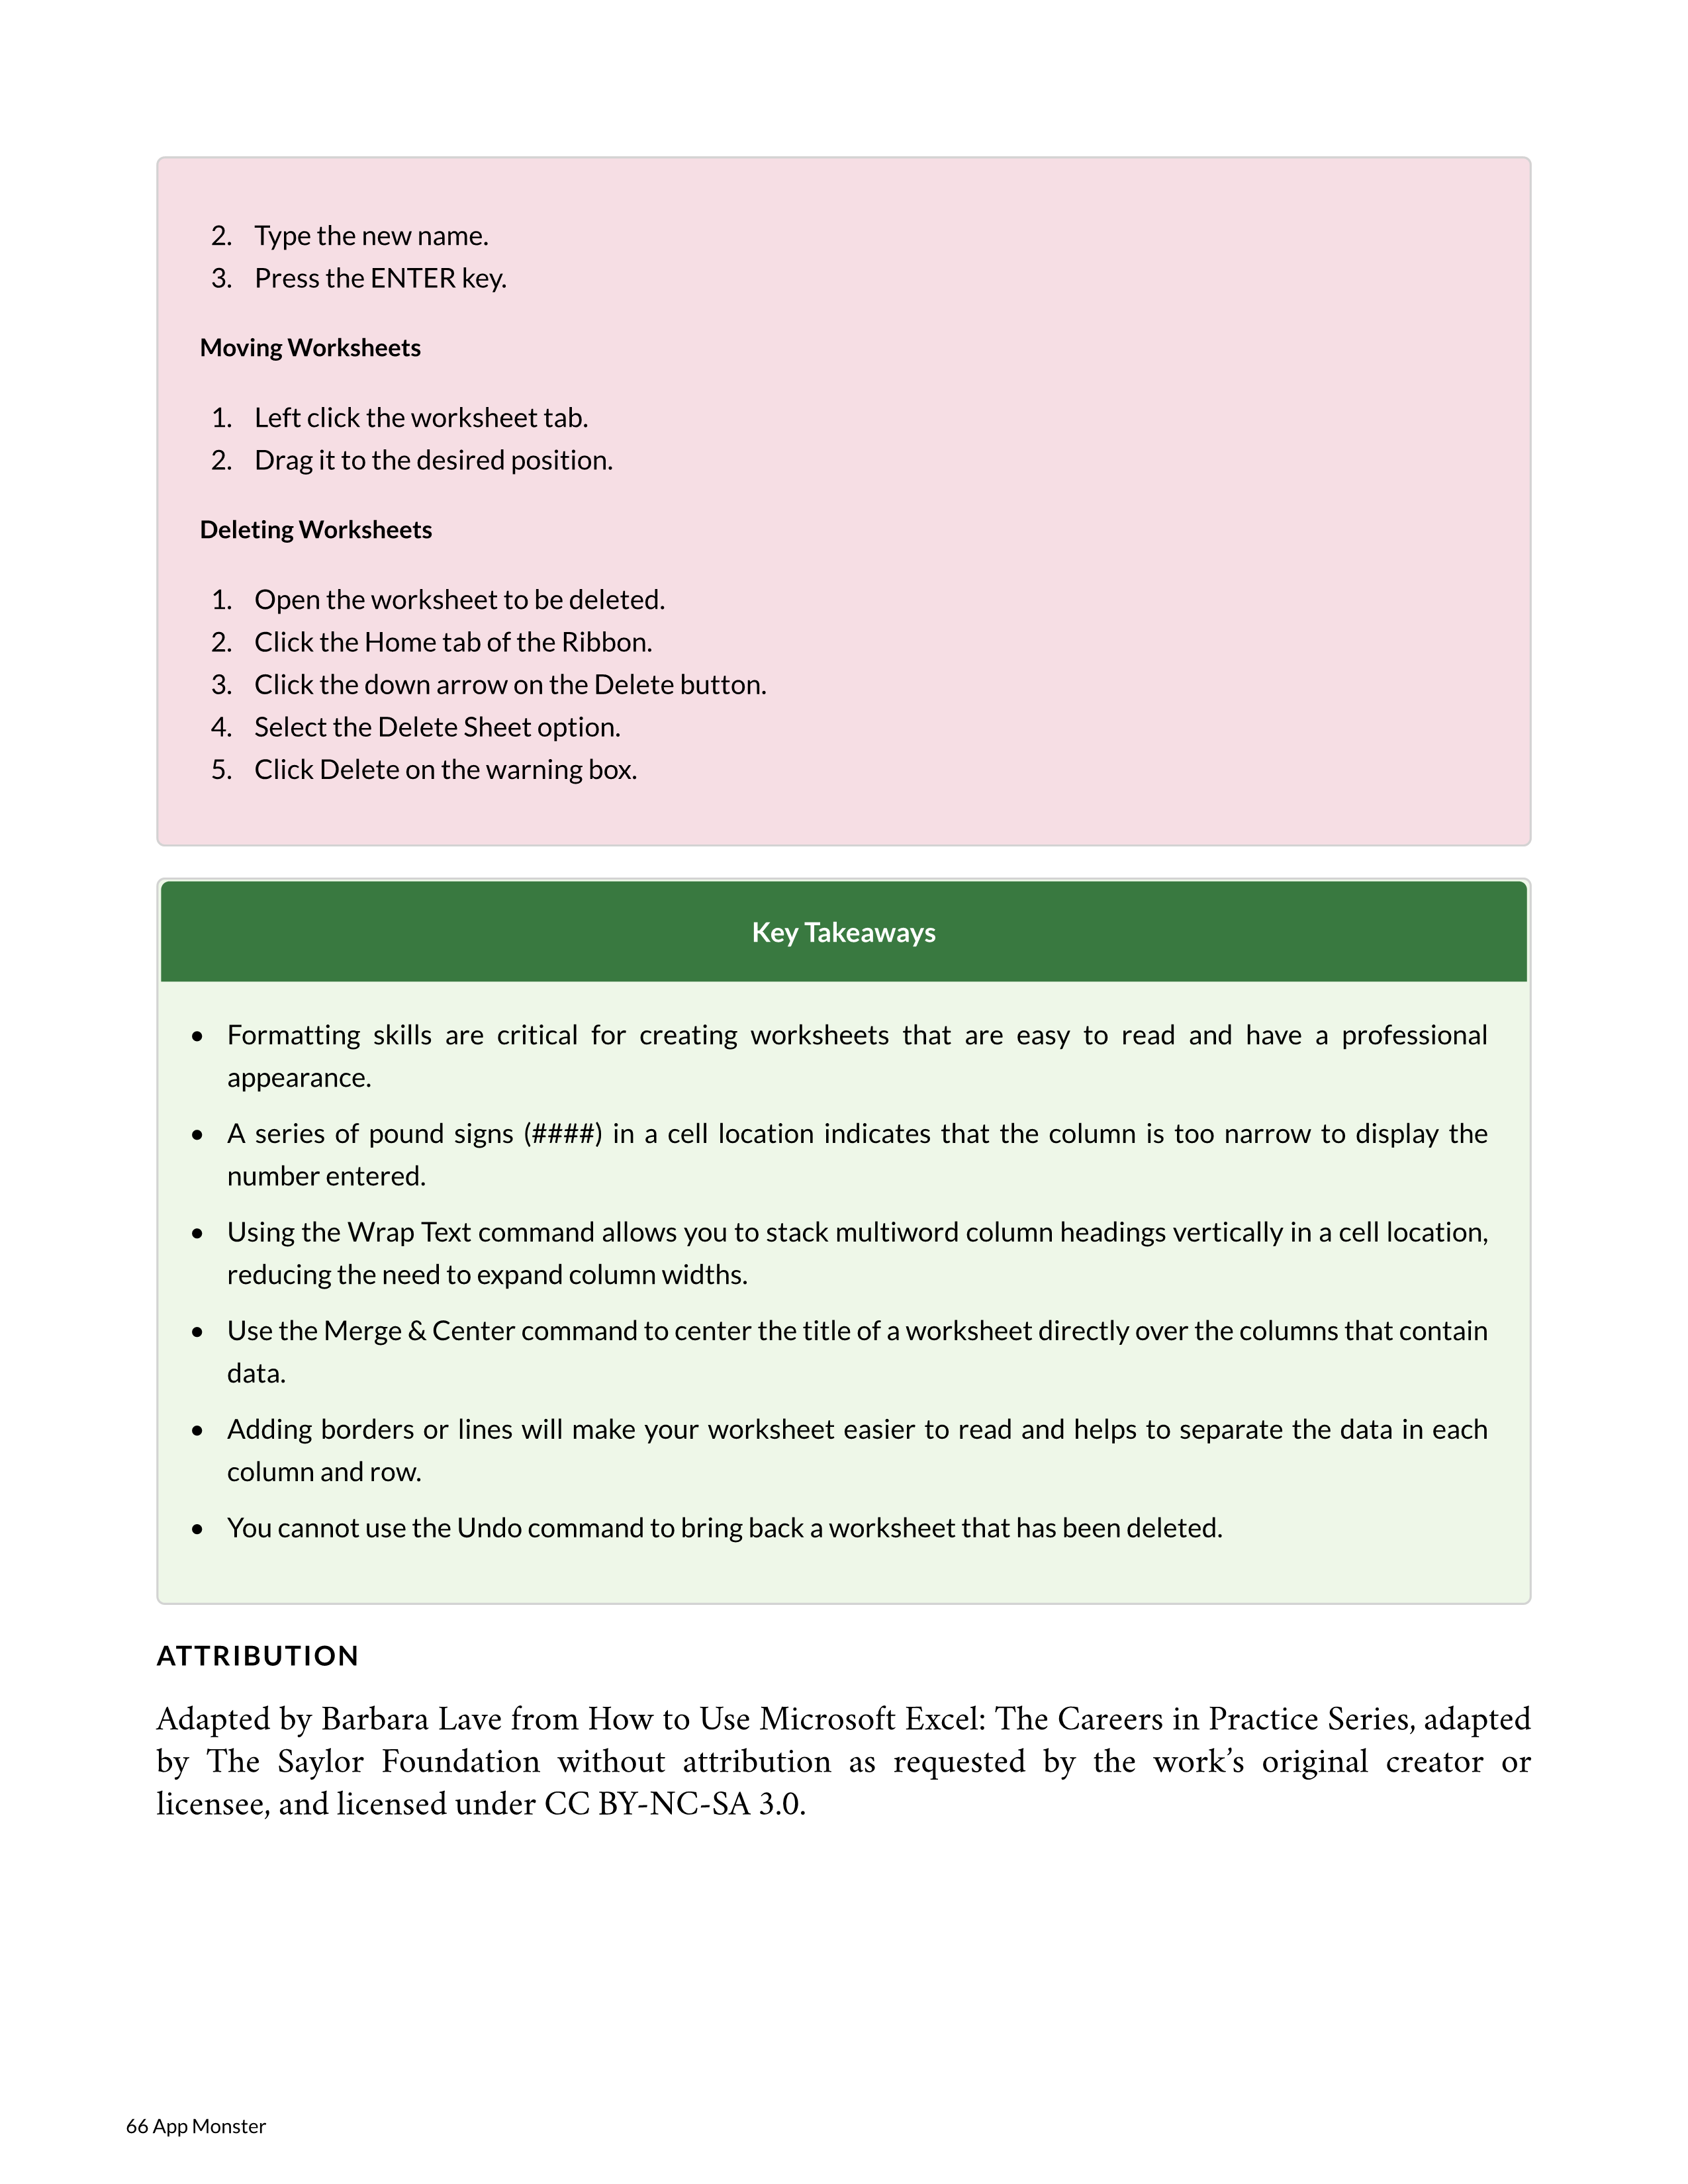 2. Type the new name.
3. Press the ENTER key.
Moving Worksheets
1. Left click the worksheet tab.
2. Drag it to the desired position.
Deleting Worksheets
1. Open the worksheet to be deleted.
2. Click the Home tab of the Ribbon.
3. Click the down arrow on the Delete button.
4. Select the Delete Sheet option.
5. Click Delete on the warning box.
Key Takeaways
• Formatting skills are critical for creating worksheets that are easy to read and have a professional
appearance.
• A series of pound signs (####) in a cell location indicates that the column is too narrow to display the
number entered.
• Using the Wrap Text command allows you to stack multiword column headings vertically in a cell location,
reducing the need to expand column widths.
• Use the Merge & Center command to center the title of a worksheet directly over the columns that contain
data.
• Adding borders or lines will make your worksheet easier to read and helps to separate the data in each
column and row.
• You cannot use the Undo command to bring back a worksheet that has been deleted.
ATTRIBUTION
Adapted by Barbara Lave from How to Use Microsoft Excel: The Careers in Practice Series, adapted
by The Saylor Foundation without attribution as requested by the work’s original creator or
licensee, and licensed under CC BY-NC-SA 3.0.
66 App Monster